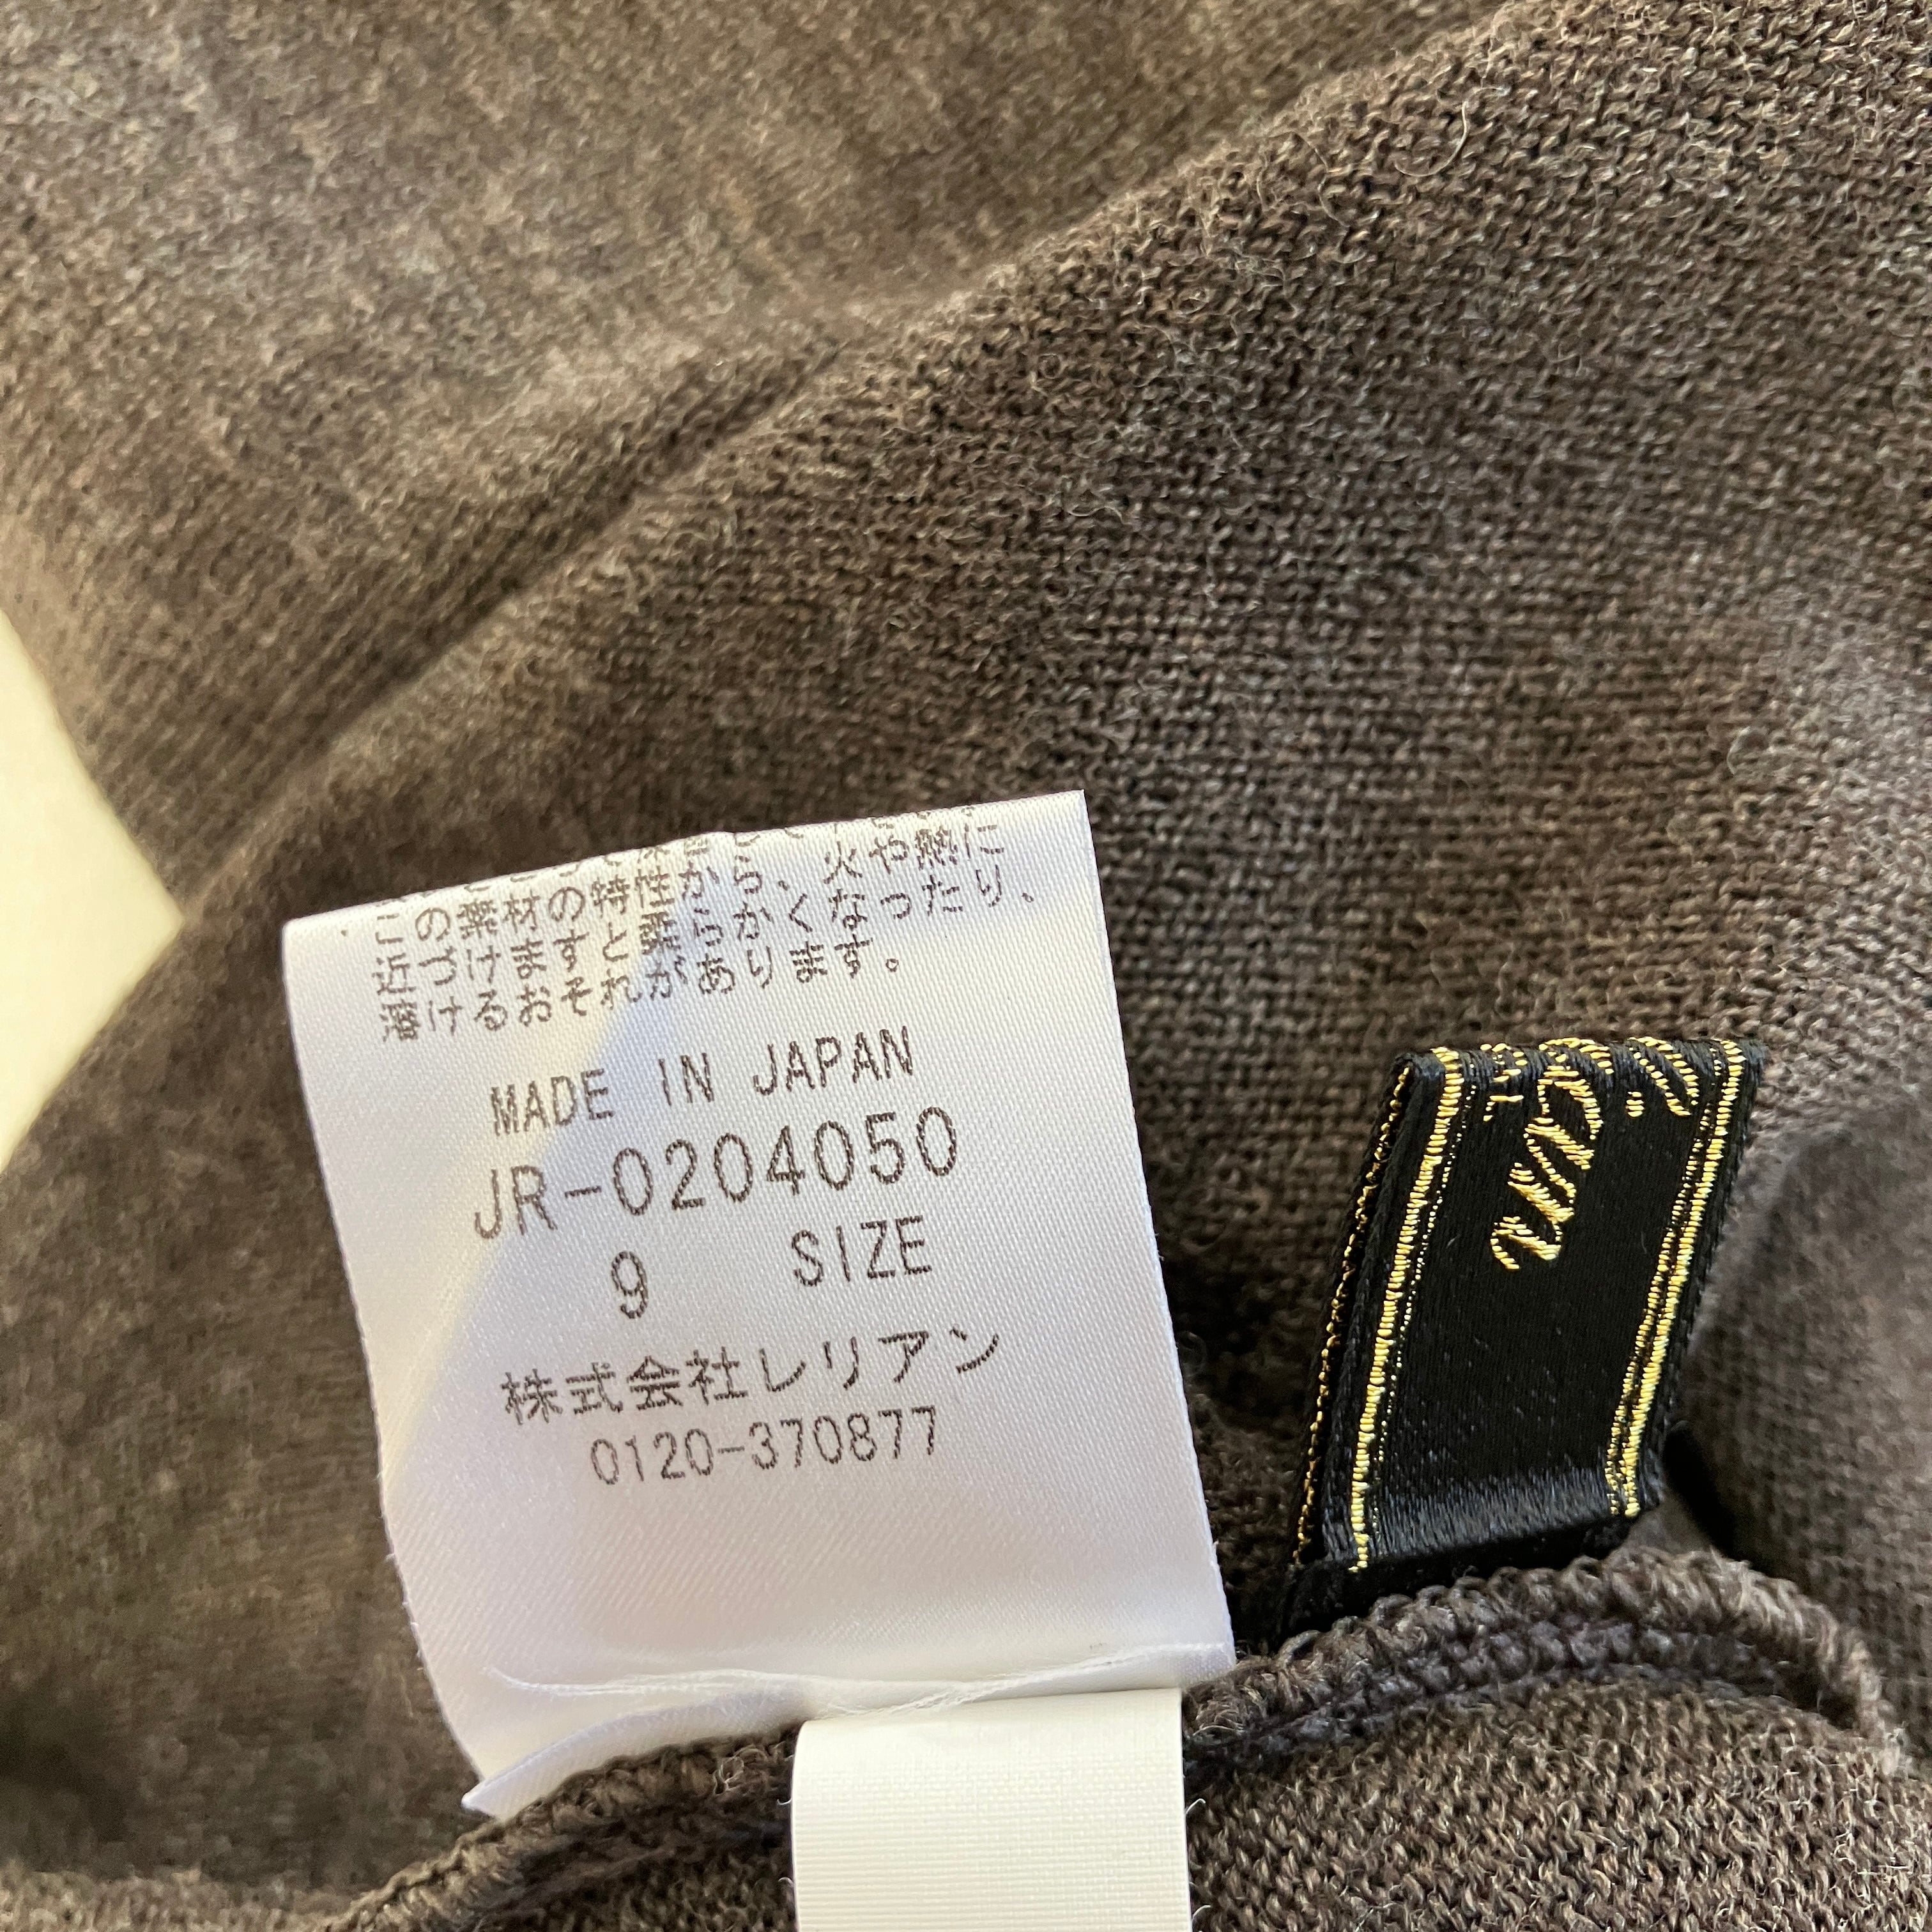 この素材の特性から、火や熱に
近づけますと柔らかくなったり、
溶けるおそれがあります。
MADE IN JAPAN
JR-0204050
9 SIZE
株式会社レリアン
0120-370877